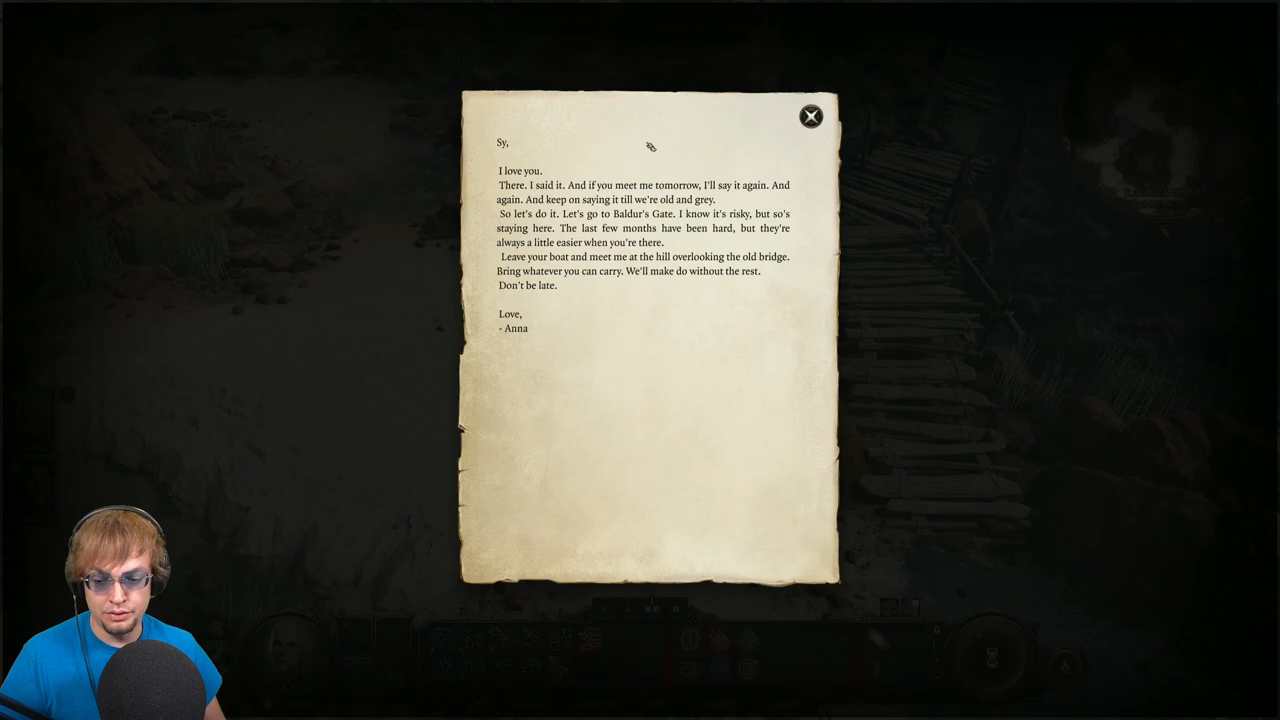 Sy,
I love you.
There. I said it. And if you meet me tomorrow, I'll say it again. And
again. And keep on saying it till we're old and grey.
So let's do it. Let's go to Baldur's Gate. I know it's risky, but so's
staying here. The last few months have been hard, but they're
always a little easier when you're there.
Leave your boat and meet me at the hill overlooking the old bridge.
Bring whatever you can carry. We'll make do without the rest.
Don't be late.
Love,
- Anna